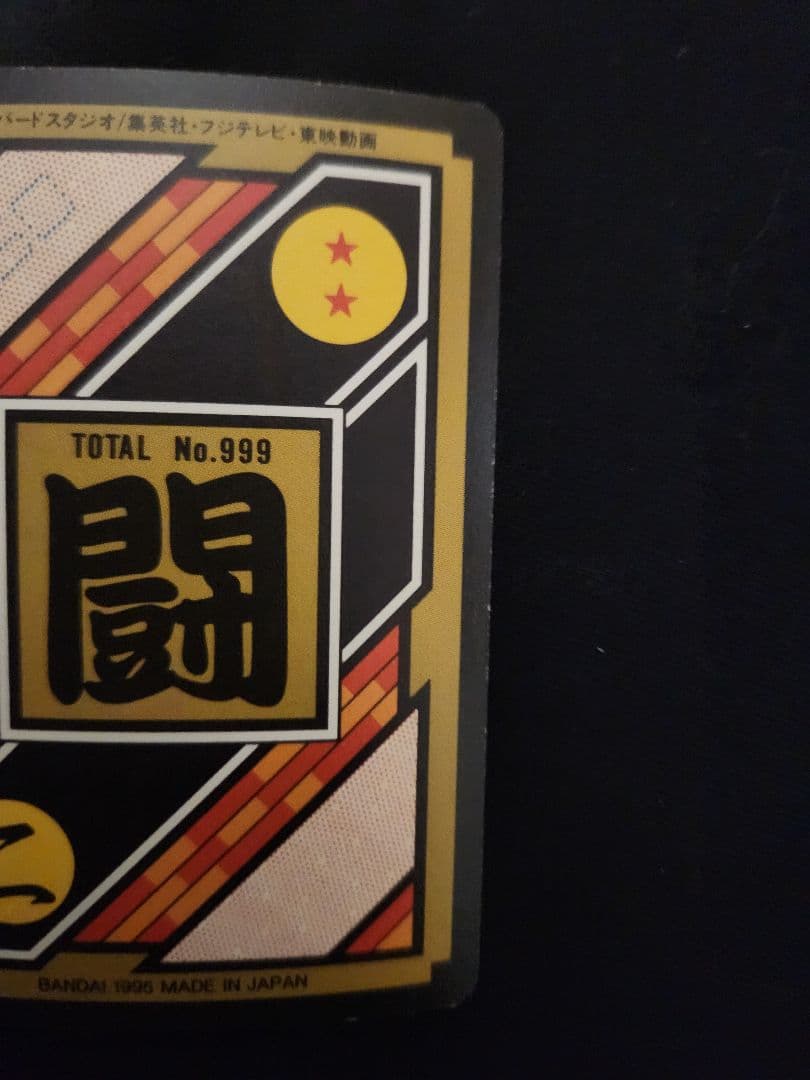 バードスタジオ/集英社・フジテレビ・東映動画
TOTAL No.999
闘
BANDAI 1995 MADE IN JAPAN